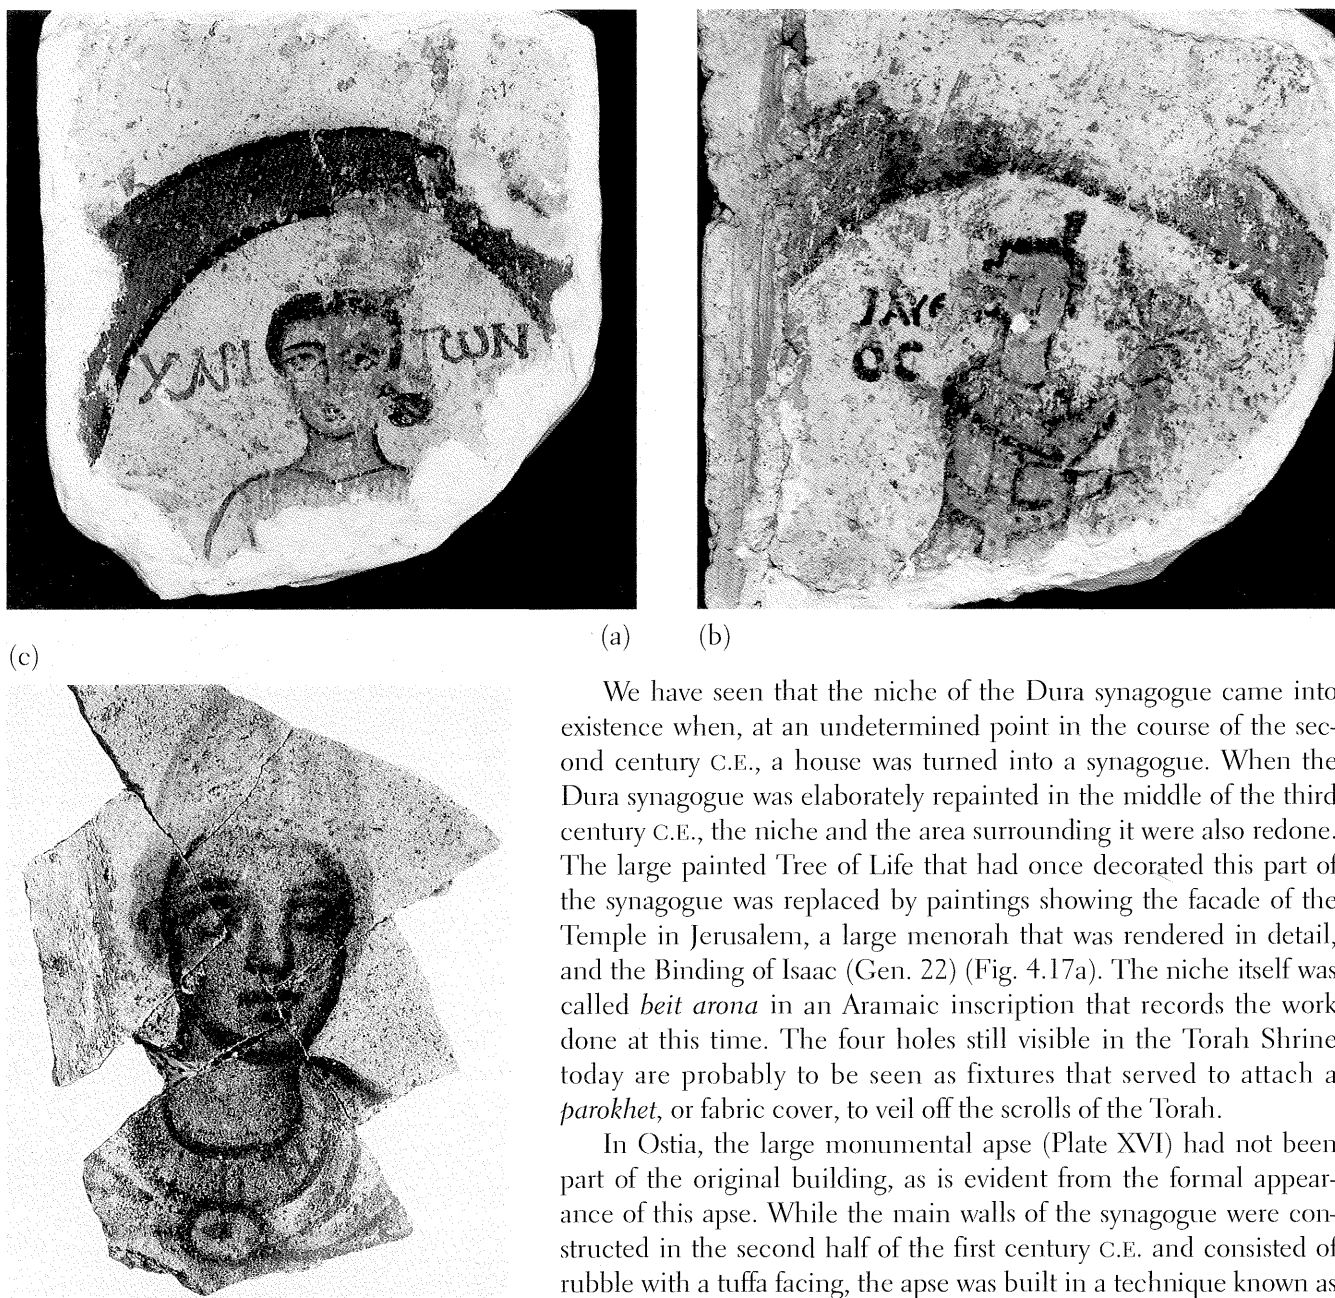 ΧΑΡΙ ΤѠΝ
ΙΑΥΕ
ΟϹ
(a) (b)
(c)
We have seen that the niche of the Dura synagogue came into
existence when, at an undetermined point in the course of the sec-
ond century C.E., a house was turned into a synagogue. When the
Dura synagogue was elaborately repainted in the middle of the third
century C.E., the niche and the area surrounding it were also redone.
The large painted Tree of Life that had once decorated this part of
the synagogue was replaced by paintings showing the facade of the
Temple in Jerusalem, a large menorah that was rendered in detail,
and the Binding of Isaac (Gen. 22) (Fig. 4.17a). The niche itself was
called beit arona in an Aramaic inscription that records the work
done at this time. The four holes still visible in the Torah Shrine
today are probably to be seen as fixtures that served to attach a
parokhet, or fabric cover, to veil off the scrolls of the Torah.
In Ostia, the large monumental apse (Plate XVI) had not been
part of the original building, as is evident from the formal appear-
ance of this apse. While the main walls of the synagogue were con-
structed in the second half of the first century C.E. and consisted of
rubble with a tuffa facing, the apse was built in a technique known as